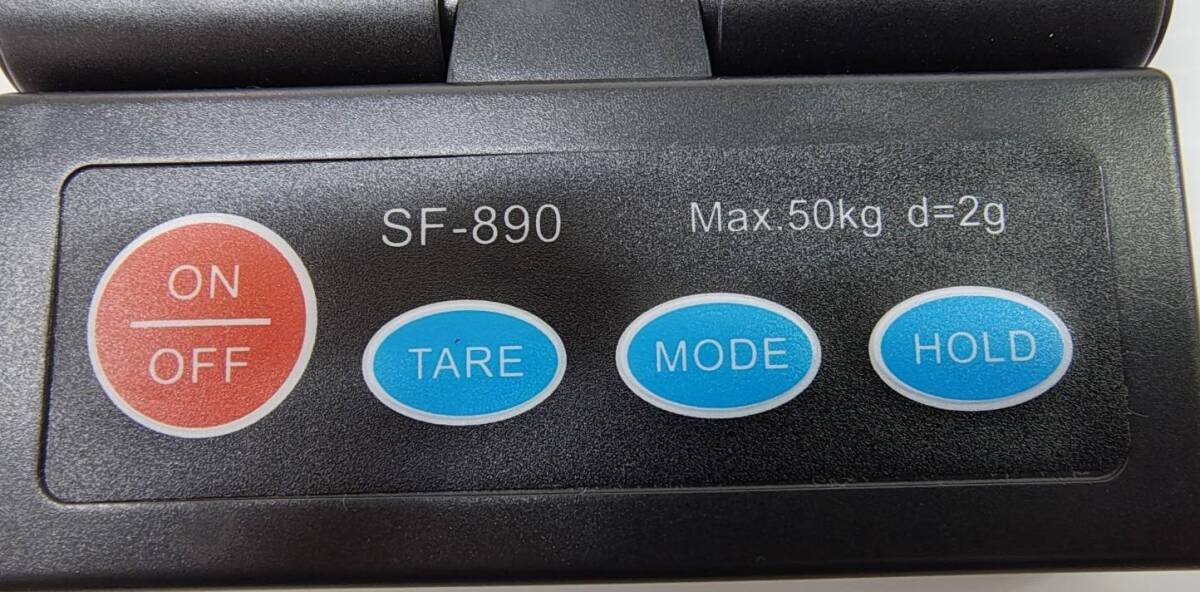 SF-890
Max.50kg d=2g
ON
OFF
TARE
MODE
HOLD